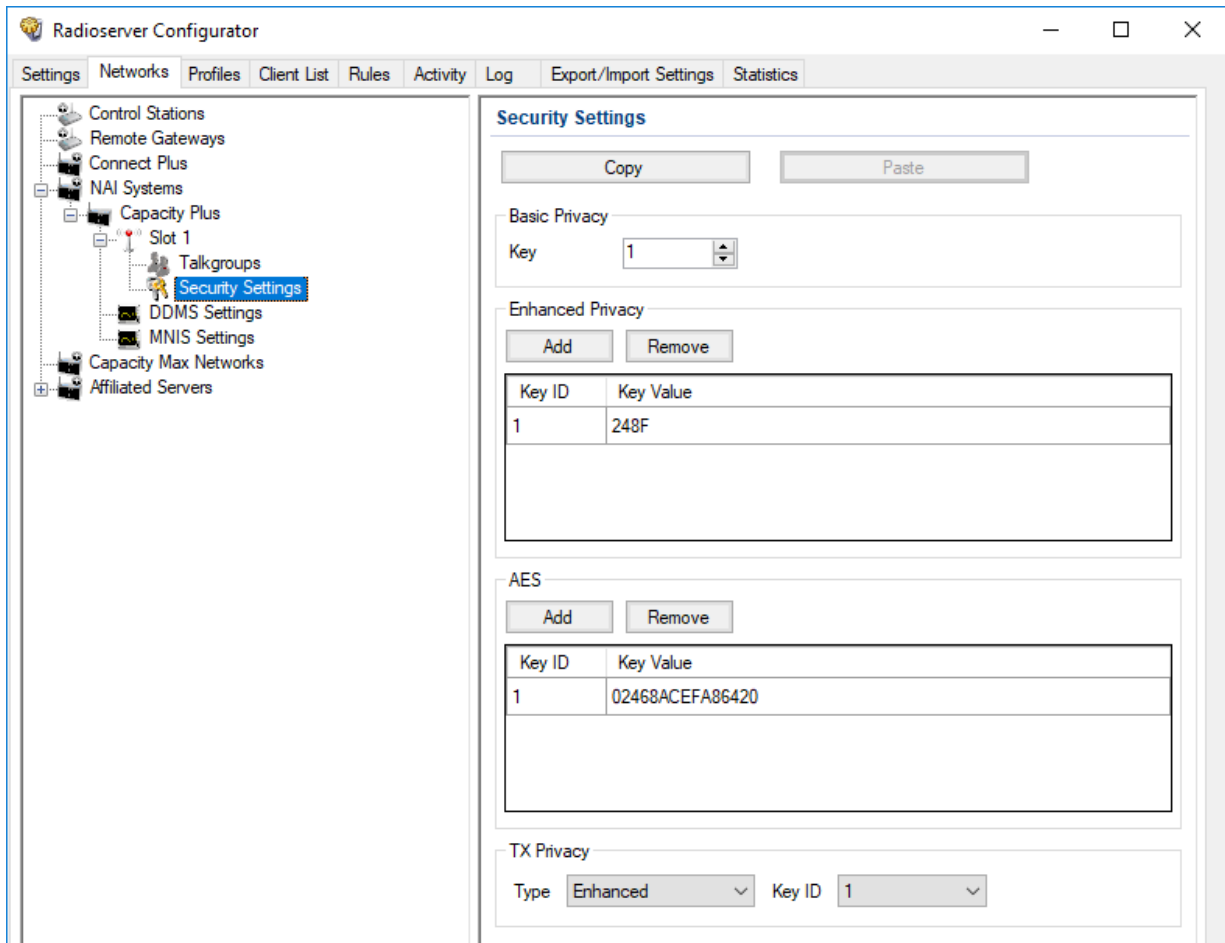 Radioserver Configurator
Settings Networks Profiles Client List Rules Activity Log Export/Import Settings Statistics
Control Stations
Remote Gateways
Connect Plus
NAI Systems
Capacity Plus
Slot 1
Talkgroups
Security Settings
DDMS Settings
MNIS Settings
Capacity Max Networks
Affiliated Servers
Security Settings
Copy Paste
Basic Privacy
Key 1
Enhanced Privacy
Add Remove
Key ID Key Value
1 248F
AES
Add Remove
Key ID Key Value
1 02468ACEFA86420
TX Privacy
Type Enhanced Key ID 1